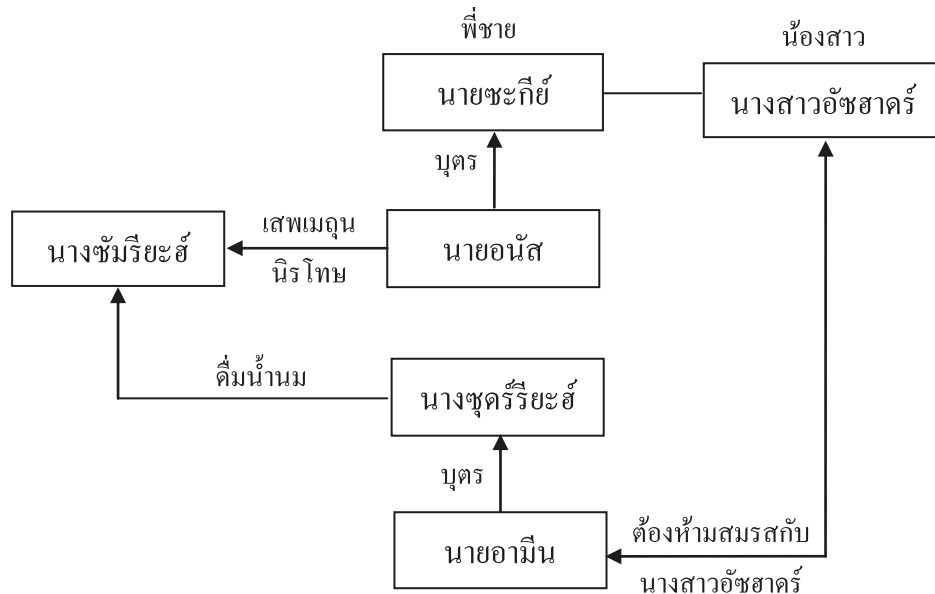 พี่ชาย
น้องสาว
นายซะกีย์
นางสาวอัซฮาดร์
บุตร
นางซัมรียะฮ์
เสพเมถุน
นิรโทษ
นายอนัส
ดื่มน้ำนม
นางซุดร์รียะฮ์
บุตร
นายอามีน
ต้องห้ามสมรสกับ
นางสาวอัซฮาดร์